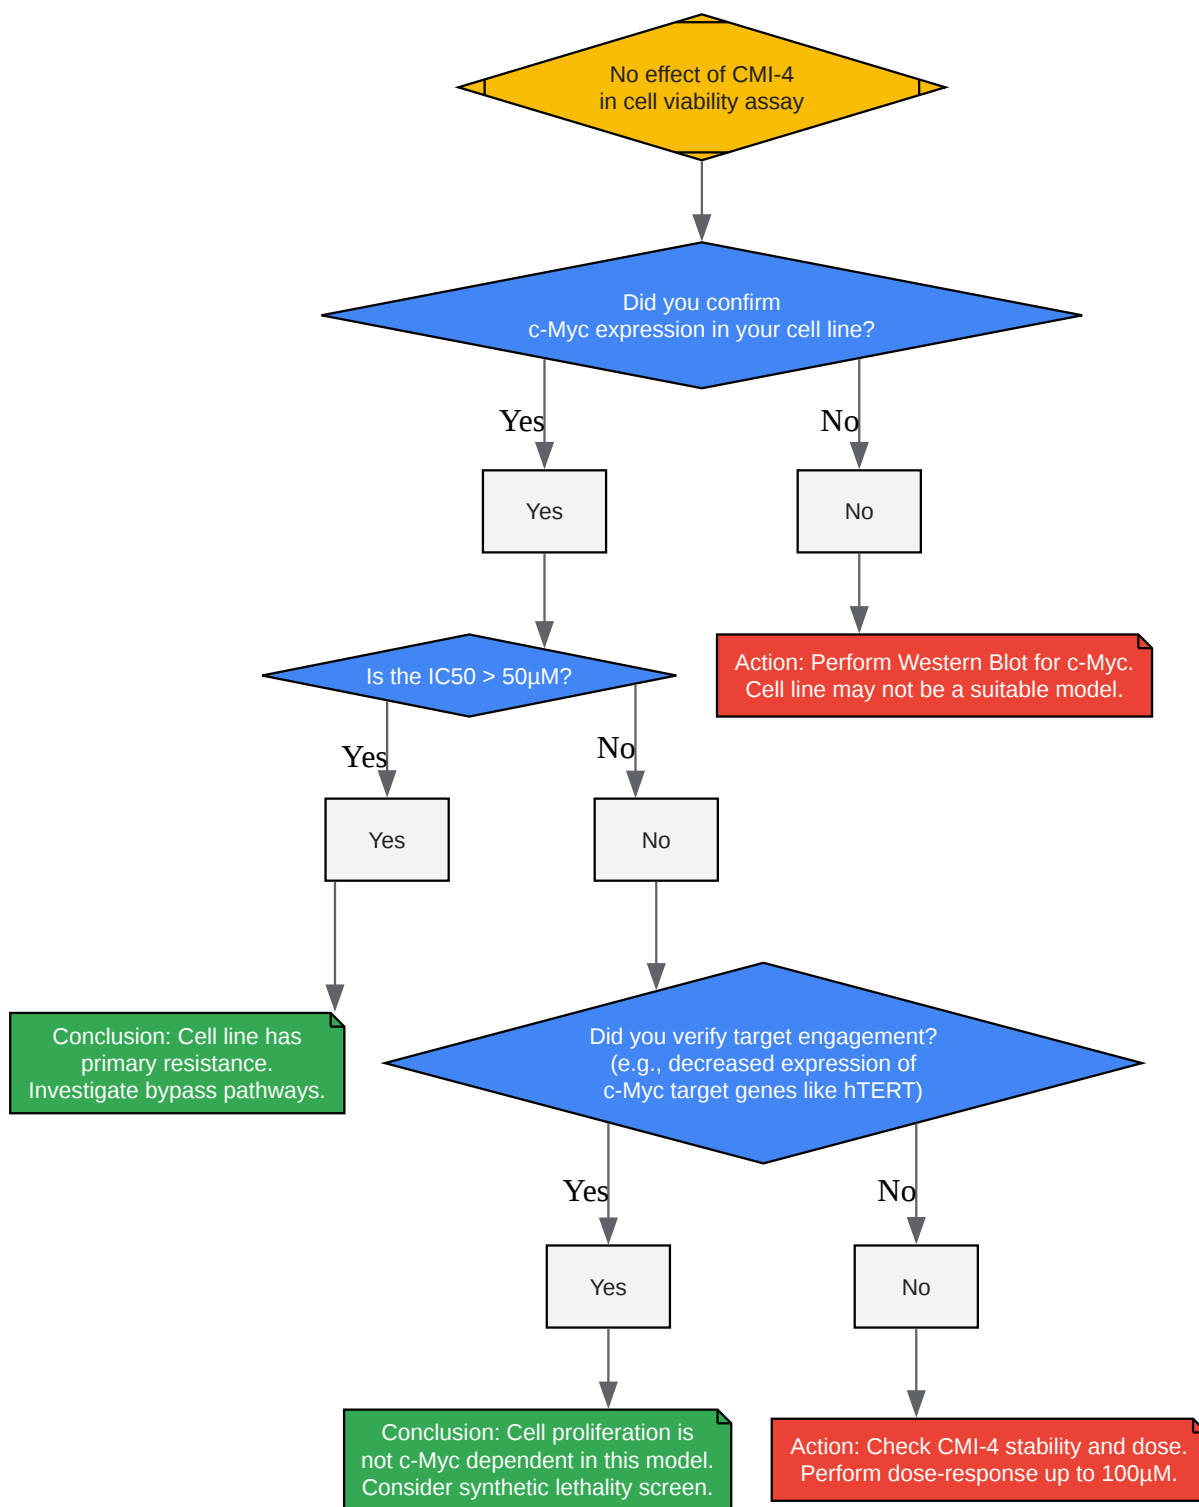 No effect of CMI-4
in cell viability assay
Did you confirm
c-Myc expression in your cell line?
Yes
No
Yes
No
Action: Perform Western Blot for c-Myc.
Cell line may not be a suitable model.
Is the IC50 > 50µM?
Yes
No
Yes
No
Conclusion: Cell line has
primary resistance.
Investigate bypass pathways.
Did you verify target engagement?
(e.g., decreased expression of
c-Myc target genes like hTERT)
Yes
No
Yes
No
Conclusion: Cell proliferation is
not c-Myc dependent in this model.
Consider synthetic lethality screen.
Action: Check CMI-4 stability and dose.
Perform dose-response up to 100µM.